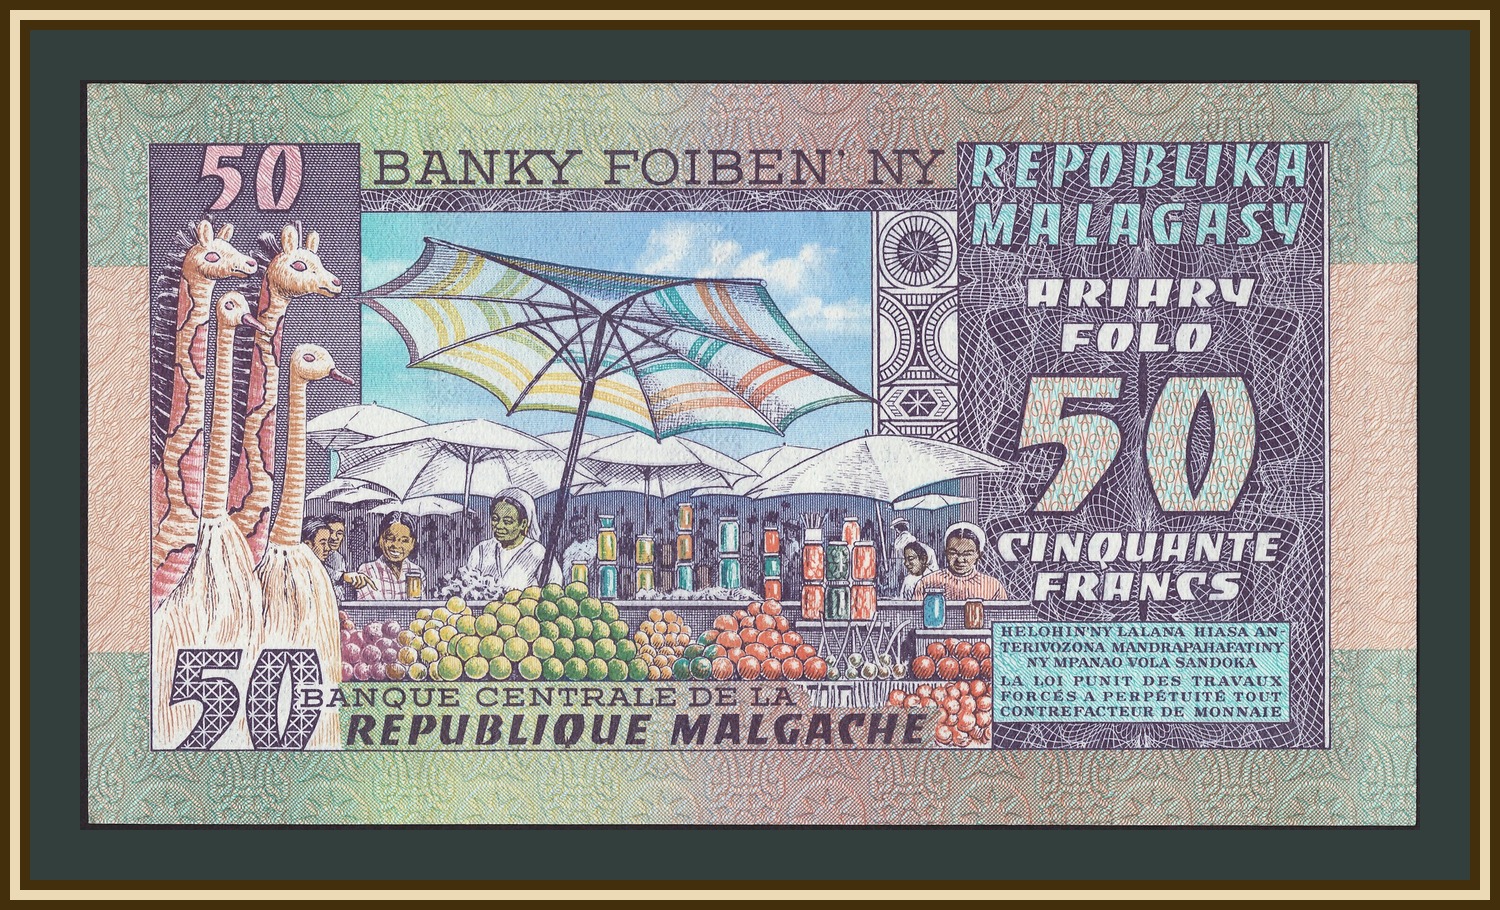 50
BANKY FOIBEN' NY
REPOBLIKA
MALAGASY
ARIARY
FOLO
50
CINQUANTE
FRANCS
HELOHIN'NY LALANA HIASA AN-
TERIVOZONA MANDRAPAHAFATINY
NY MPANAO VOLA SANDOKA
LA LOI PUNIT DES TRAVAUX
FORCÉS A PERPÉTUITÉ TOUT
CONTREFACTEUR DE MONNAIE
50
BANQUE CENTRALE DE LA
REPUBLIQUE MALGACHE